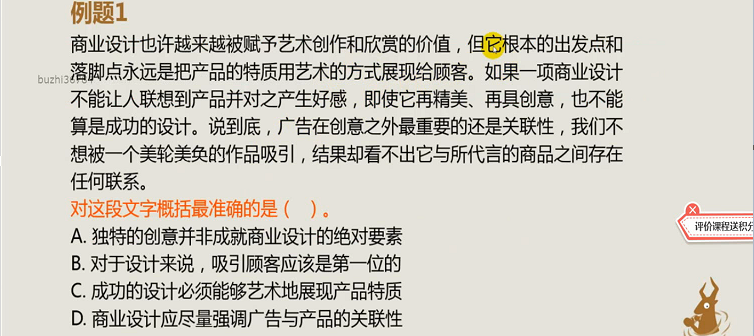 例题1
商业设计也许越来越被赋予艺术创作和欣赏的价值，但它根本的出发点和
落脚点永远是把产品的特质用艺术的方式展现给顾客。如果一项商业设计
不能让人联想到产品并对之产生好感，即使它再精美、再具创意，也不能
算是成功的设计。说到底，广告在创意之外最重要的还是关联性，我们不
想被一个美轮美奂的作品吸引，结果却看不出它与所代言的商品之间存在
任何联系。
对这段文字概括最准确的是（ ）。
A. 独特的创意并非成就商业设计的绝对要素
B. 对于设计来说，吸引顾客应该是第一位的
C. 成功的设计必须能够艺术地展现产品特质
D. 商业设计应尽量强调广告与产品的关联性
评价课程送积分